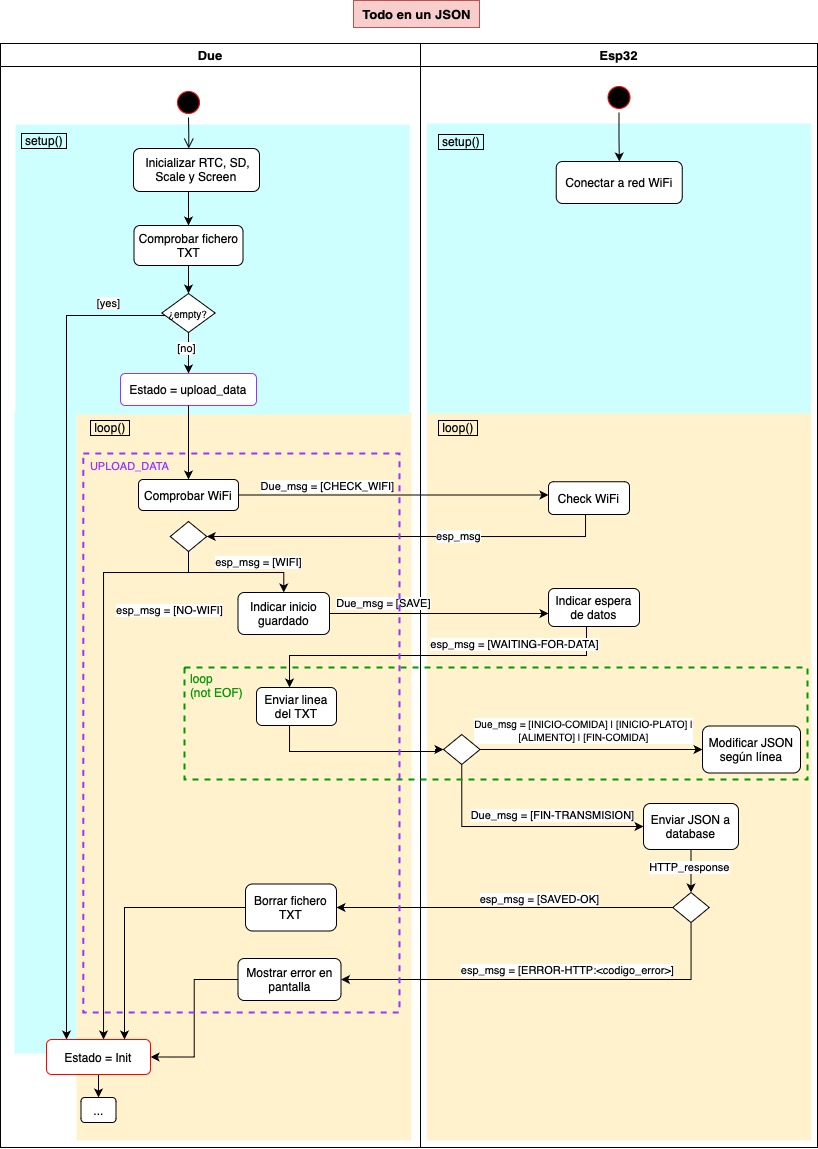 Todo en un JSON
Due
Esp32
setup()
setup()
Inicializar RTC, SD,
Scale y Screen
Conectar a red WiFi
Comprobar fichero
TXT
[yes]
¿empty?
[no]
Estado = upload_data
loop()
loop()
UPLOAD_DATA
Comprobar WiFi
Due_msg = [CHECK_WIFI]
Check WiFi
esp_msg
esp_msg = [WIFI]
esp_msg = [NO-WIFI]
Indicar inicio
guardado
Due_msg = [SAVE]
Indicar espera
de datos
esp_msg = [WAITING-FOR-DATA]
loop
(not EOF)
Enviar linea
del TXT
Due_msg = [INICIO-COMIDA] | [INICIO-PLATO] |
[ALIMENTO] | [FIN-COMIDA]
Modificar JSON
según línea
Due_msg = [FIN-TRANSMISION]
Enviar JSON a
database
HTTP_response
Borrar fichero
TXT
esp_msg = [SAVED-OK]
Mostrar error en
pantalla
esp_msg = [ERROR-HTTP:<codigo_error>]
Estado = Init
...